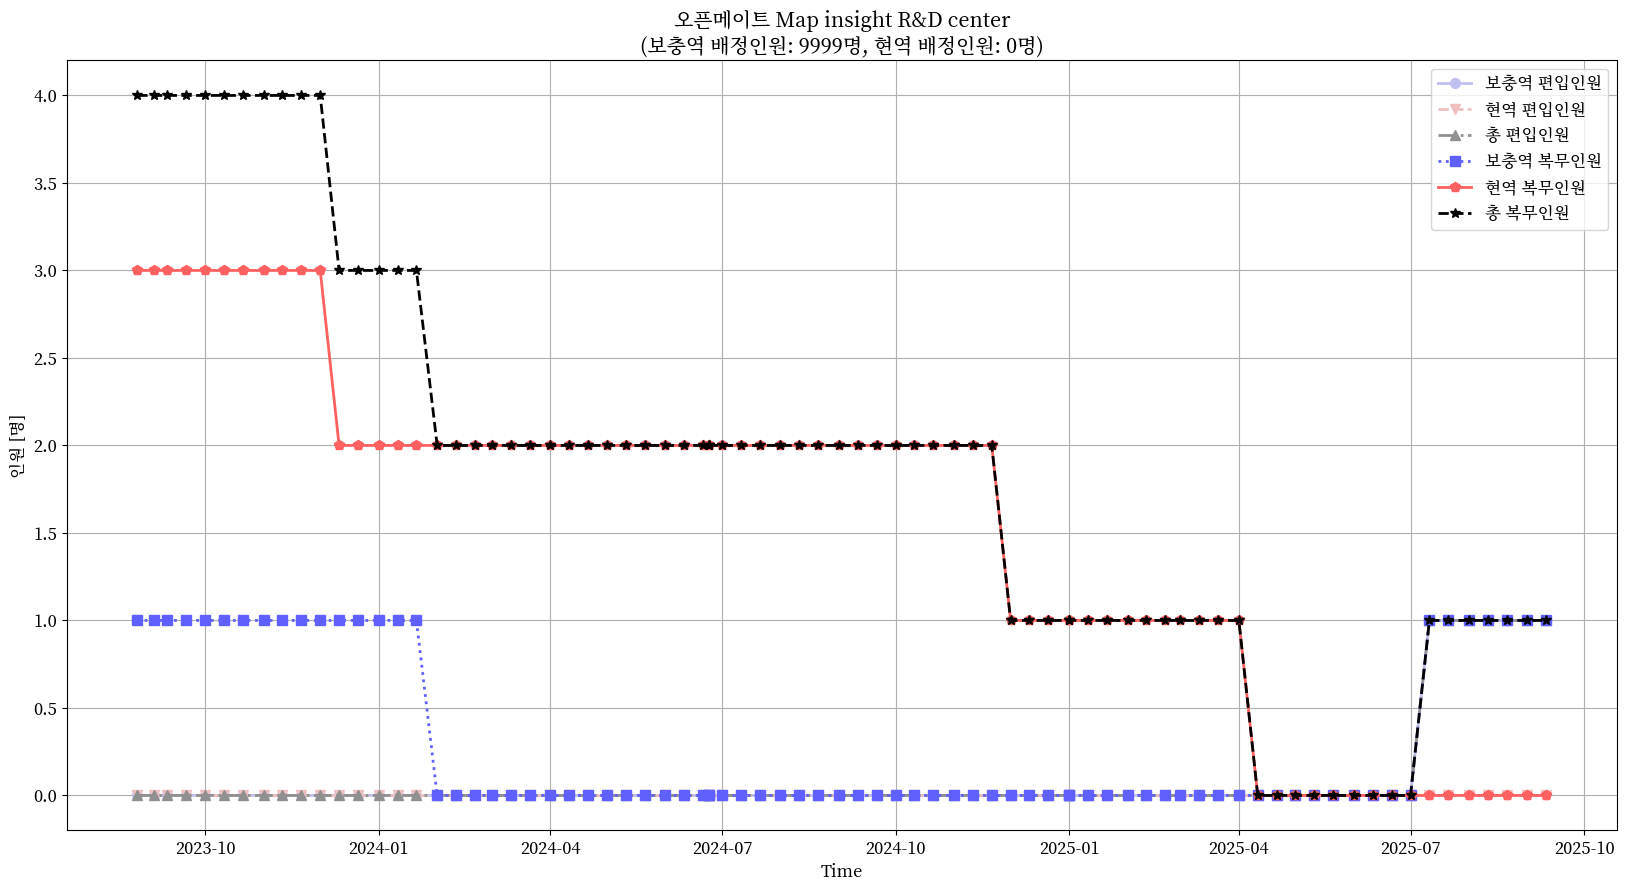 오픈메이트 Map insight R&D center
(보충역 배정인원: 9999명, 현역 배정인원: 0명)
보충역 편입인원
현역 편입인원
총 편입인원
보충역 복무인원
현역 복무인원
총 복무인원
인원 [명]
4.0
3.5
3.0
2.5
2.0
1.5
1.0
0.5
0.0
2023-10
2024-01
2024-04
2024-07
2024-10
2025-01
2025-04
2025-07
2025-10
Time